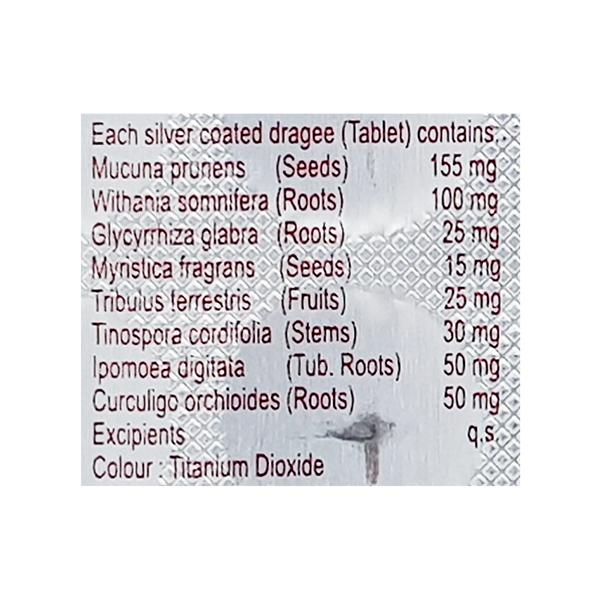 Each silver coated dragee (Tablet) contains:
Mucuna prunens (Seeds) 155 mg
Withania somnifera (Roots) 100 mg
Glycyrrhiza glabra (Roots) 25 mg
Myristica fragrans (Seeds) 15 mg
Tribulus terrestris (Fruits) 25 mg
Tinospora cordifolia (Stems) 30 mg
Ipomoea digitata (Tub. Roots) 50 mg
Curculigo orchioides (Roots) 50 mg
Excipients q.s.
Colour : Titanium Dioxide